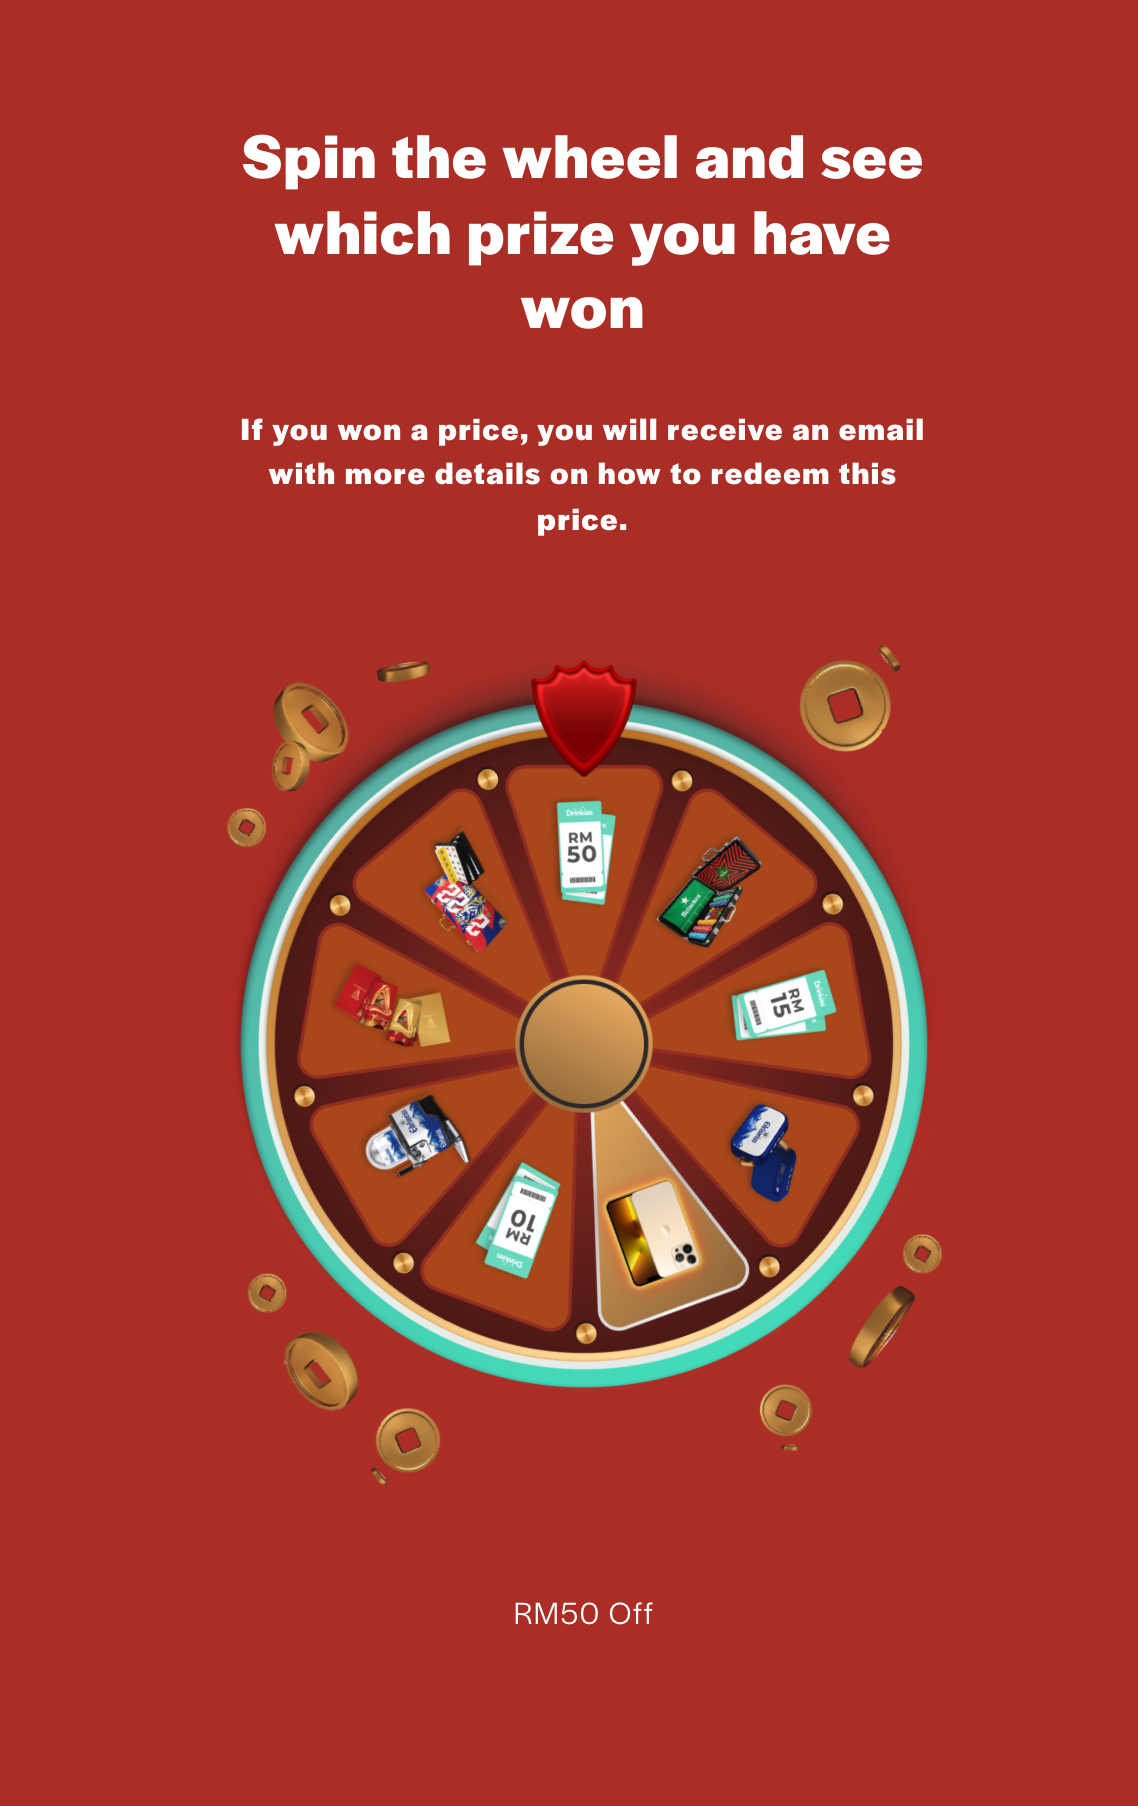 Spin the wheel and see
which prize you have
won
If you won a price, you will receive an email
with more details on how to redeem this
price.
Drinkies
RM
50
Heineken
Drinkies
RM
15
Drinkies
RM
10
RM50 Off